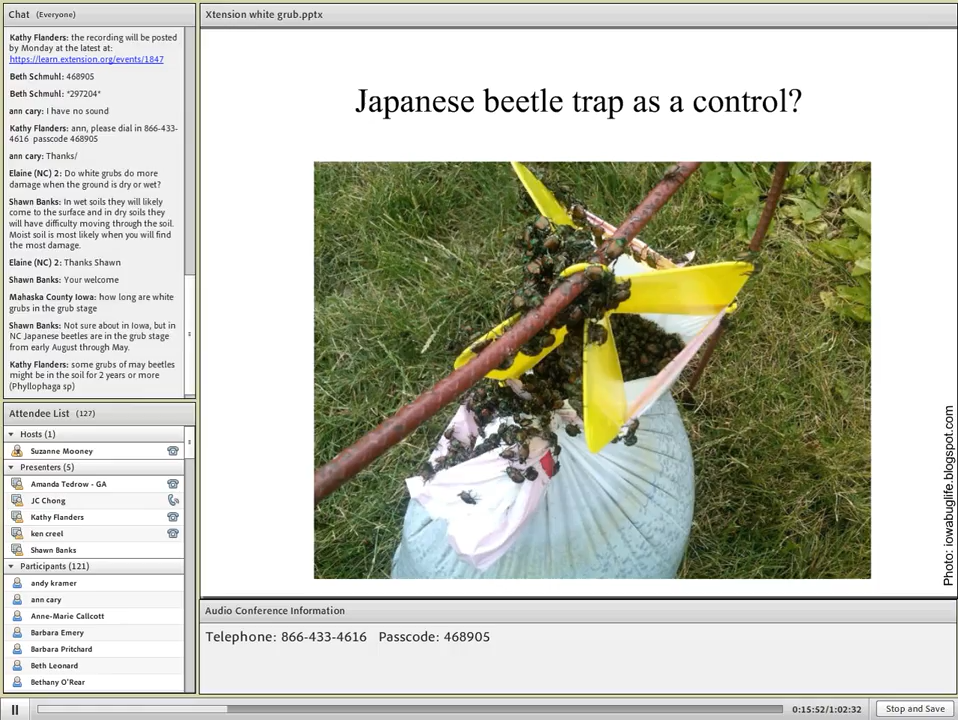 Chat (Everyone)
Kathy Flanders: the recording will be posted
by Monday at the latest at:
https://learn.extension.org/events/1847
Beth Schmuhl: 468905
Beth Schmuhl: *297204*
ann cary: I have no sound
Kathy Flanders: ann, please dial in 866-433-
4616 passcode 468905
ann cary: Thanks/
Elaine (NC) 2: Do white grubs do more
damage when the ground is dry or wet?
Shawn Banks: In wet soils they will likely
come to the surface and in dry soils they
will have difficulty moving through the soil.
Moist soil is most likely when you will find
the most damage.
Elaine (NC) 2: Thanks Shawn
Shawn Banks: Your welcome
Mahaska County Iowa: how long are white
grubs in the grub stage
Shawn Banks: Not sure about in Iowa, but in
NC Japanese beetles are in the grub stage
from early August through May.
Kathy Flanders: some grubs of may beetles
might be in the soil for 2 years or more
(Phyllophaga sp)
Attendee List (127)
Hosts (1)
Suzanne Mooney
Presenters (5)
Amanda Tedrow - GA
JC Chong
Kathy Flanders
ken creel
Shawn Banks
Participants (121)
andy kramer
ann cary
Anne-Marie Callcott
Barbara Emery
Barbara Pritchard
Beth Leonard
Bethany O'Rear
Xtension white grub.pptx
Japanese beetle trap as a control?
Photo: iowabuglife.blogspot.com
Audio Conference Information
Telephone: 866-433-4616 Passcode: 468905
0:15:52/1:02:32
Stop and Save